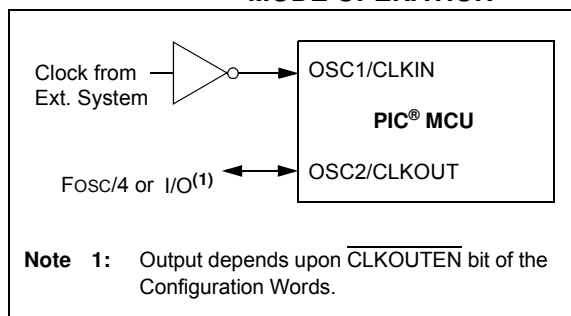 MODE OPERATION
Clock from
Ext. System
OSC1/CLKIN
PIC® MCU
FOSC/4 or I/O(1)
OSC2/CLKOUT
Note 1: Output depends upon CLKOUTEN bit of the
Configuration Words.